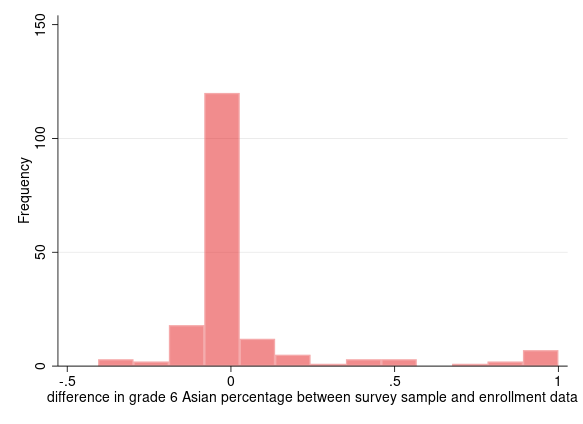 150
100
50
0
Frequency
-.5 0 .5 1
difference in grade 6 Asian percentage between survey sample and enrollment data